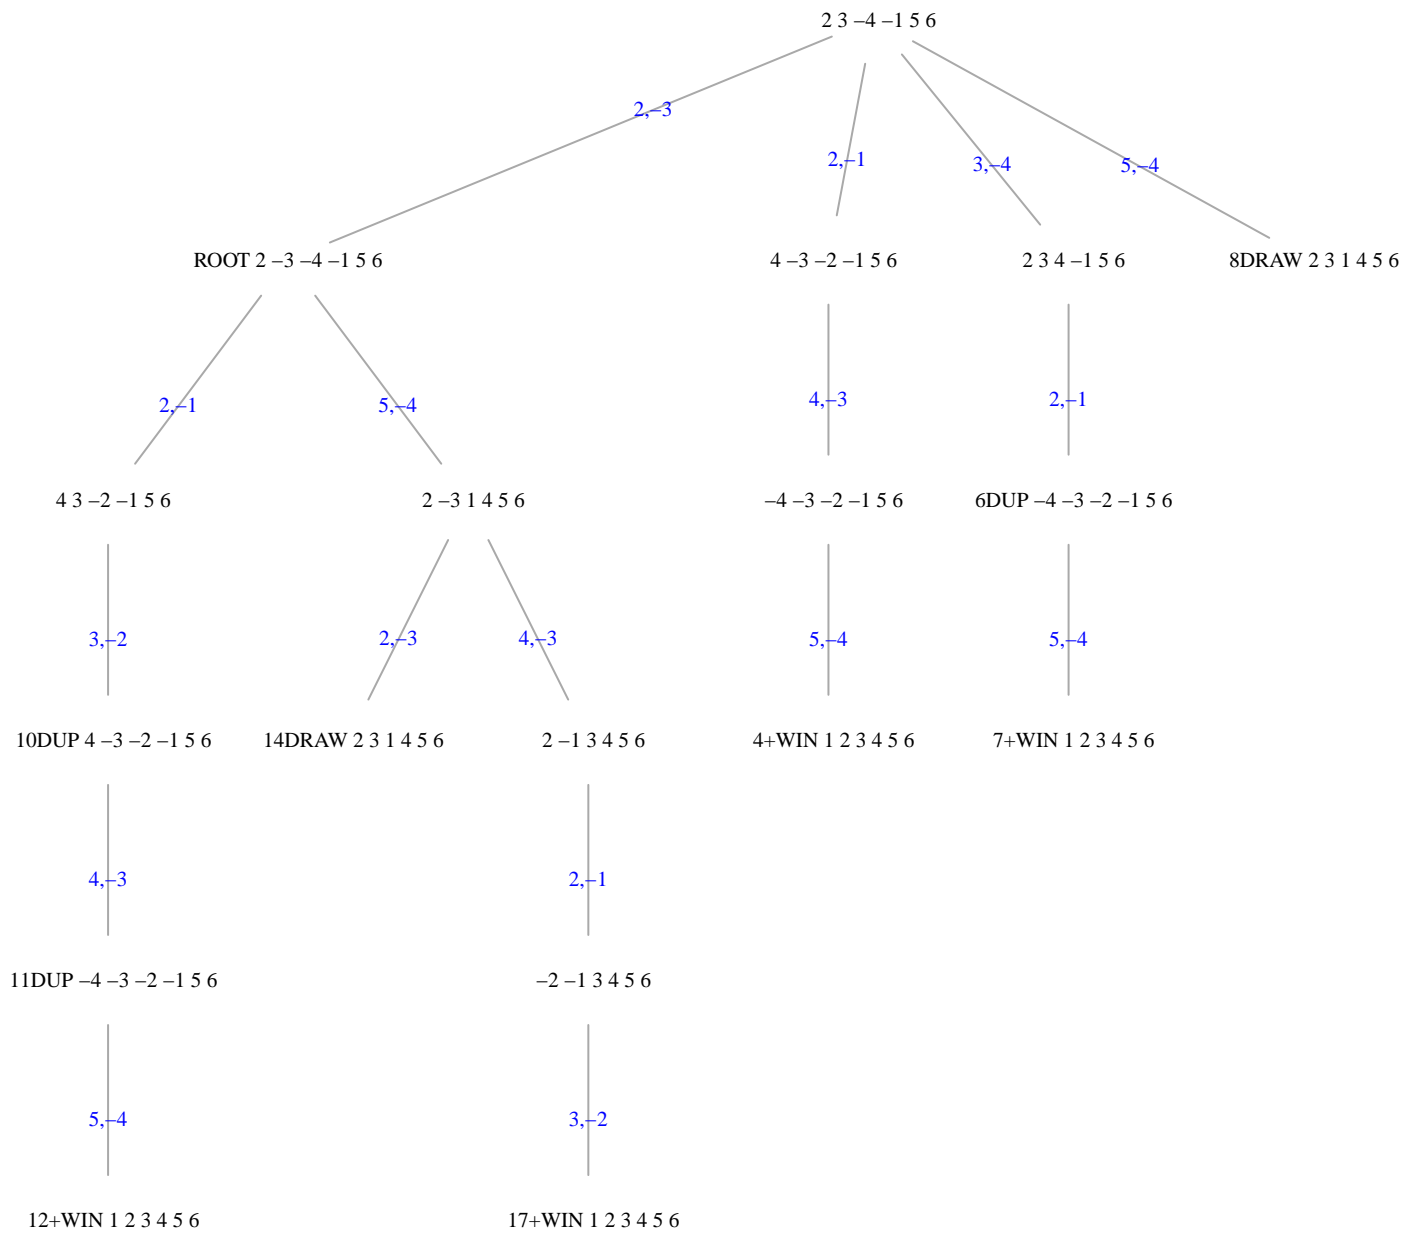 2 3 –4 –1 5 6
2,–3
2,–1
3,–4
5,–4
ROOT 2 –3 –4 –1 5 6
4 –3 –2 –1 5 6
2 3 4 –1 5 6
8DRAW 2 3 1 4 5 6
2,–1
5,–4
4,–3
2,–1
4 3 –2 –1 5 6
2 –3 1 4 5 6
–4 –3 –2 –1 5 6
6DUP –4 –3 –2 –1 5 6
3,–2
2,–3
4,–3
5,–4
5,–4
10DUP 4 –3 –2 –1 5 6
14DRAW 2 3 1 4 5 6
2 –1 3 4 5 6
4+WIN 1 2 3 4 5 6
7+WIN 1 2 3 4 5 6
4,–3
2,–1
11DUP –4 –3 –2 –1 5 6
–2 –1 3 4 5 6
5,–4
3,–2
12+WIN 1 2 3 4 5 6
17+WIN 1 2 3 4 5 6